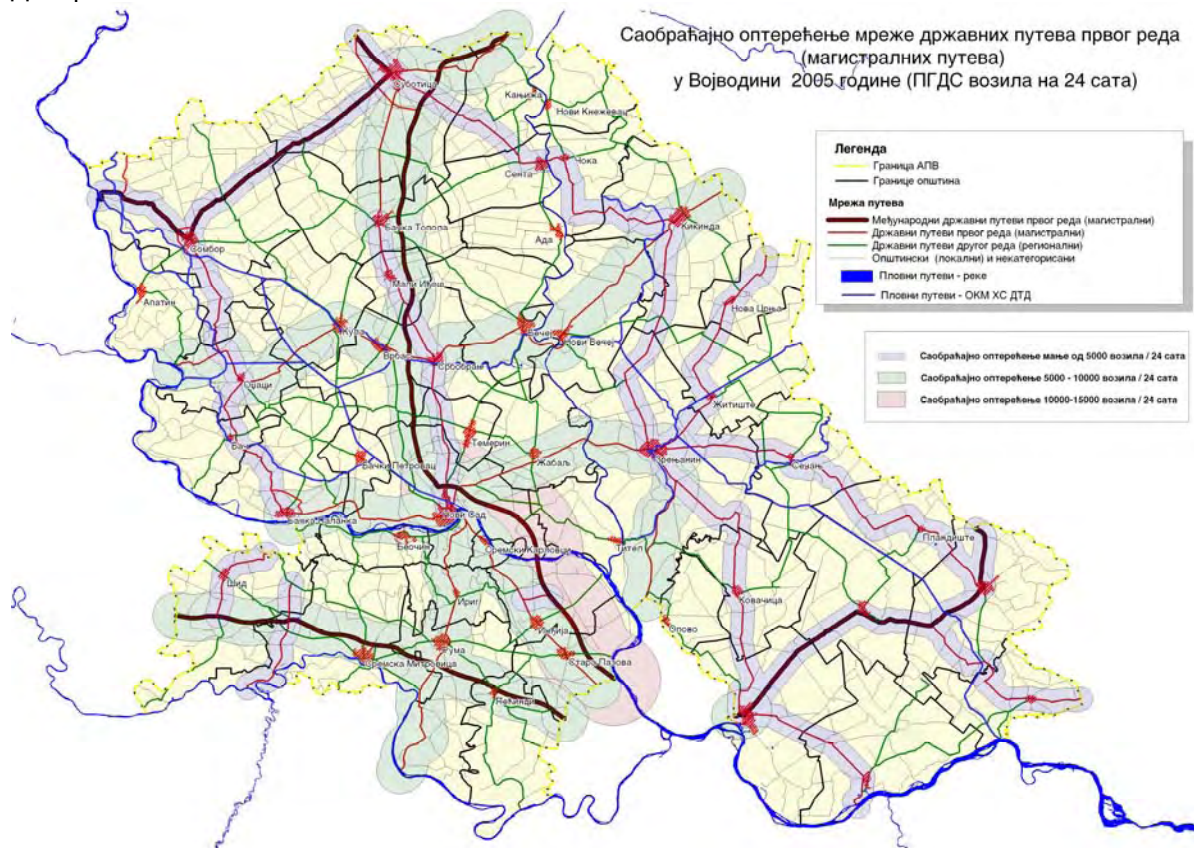 Саобраћајно оптерећење мреже државних путева првог реда
(магистралних путева)
у Војводини 2005.године (ПГДС возила на 24 сата)
Легенда
Граница АПВ
Границе општина
Мрежа путева
Међународни државни путеви првог реда (магистрални)
Државни путеви првог реда (магистрални)
Државни путеви другог реда (регионални)
Општински (локални) и некатегорисани
Пловни путеви - реке
Пловни путеви - ОКМ ХС ДТД
Саобраћајно оптерећење мање од 5000 возила / 24 сата
Саобраћајно оптерећење 5000 - 10000 возила / 24 сата
Саобраћајно оптерећење 10000-15000 возила / 24 сата
Суботица
Кањижа
Нови Кнежевац
Чока
Сента
Кикинда
Бачка Топола
Ада
Сомбор
Мали Иђош
Нова Црња
Апатин
Кула
Бечеј
Нови Бечеј
Врбас
Србобран
Оџаци
Житиште
Бач
Темерин
Зрењанин
Бачки Петровац
Жабаљ
Сечањ
Бачка Паланка
Нови Сад
Пландиште
Беочин
Сремски Карловци
Тител
Шид
Ириг
Ковачица
Инђија
Опово
Рума
Сремска Митровица
Стара Пазова
Пећинци